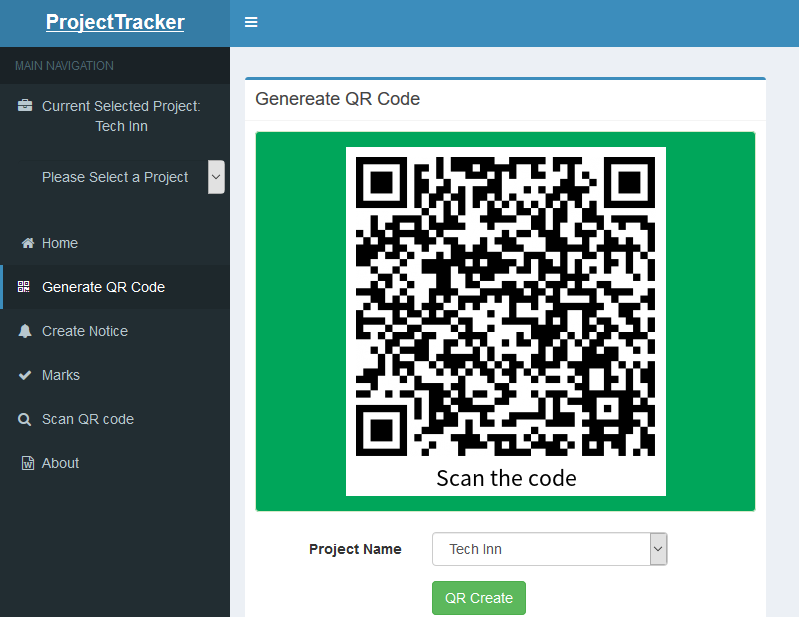 ProjectTracker
MAIN NAVIGATION
Current Selected Project:
Tech Inn
Please Select a Project
Home
Generate QR Code
Create Notice
Marks
Scan QR code
About
Genereate QR Code
Scan the code
Project Name
Tech Inn
QR Create